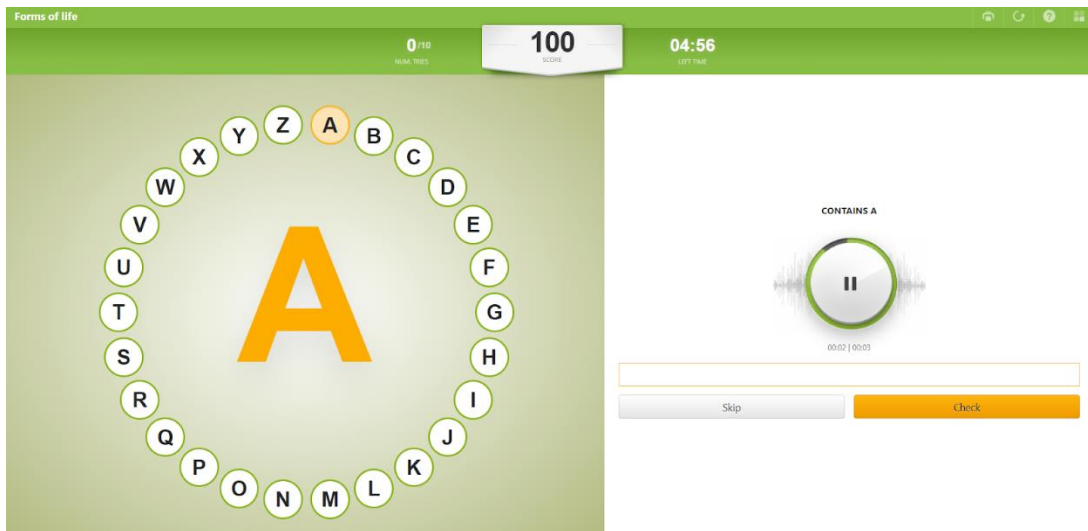 Forms of life
0/10
NUM. TRIES
100
SCORE
04:56
LEFT TIME
A
B
C
D
E
F
G
H
I
J
K
L
M
N
O
P
Q
R
S
T
U
V
W
X
Y
Z
A
CONTAINS A
00:02 | 00:03
Skip
Check